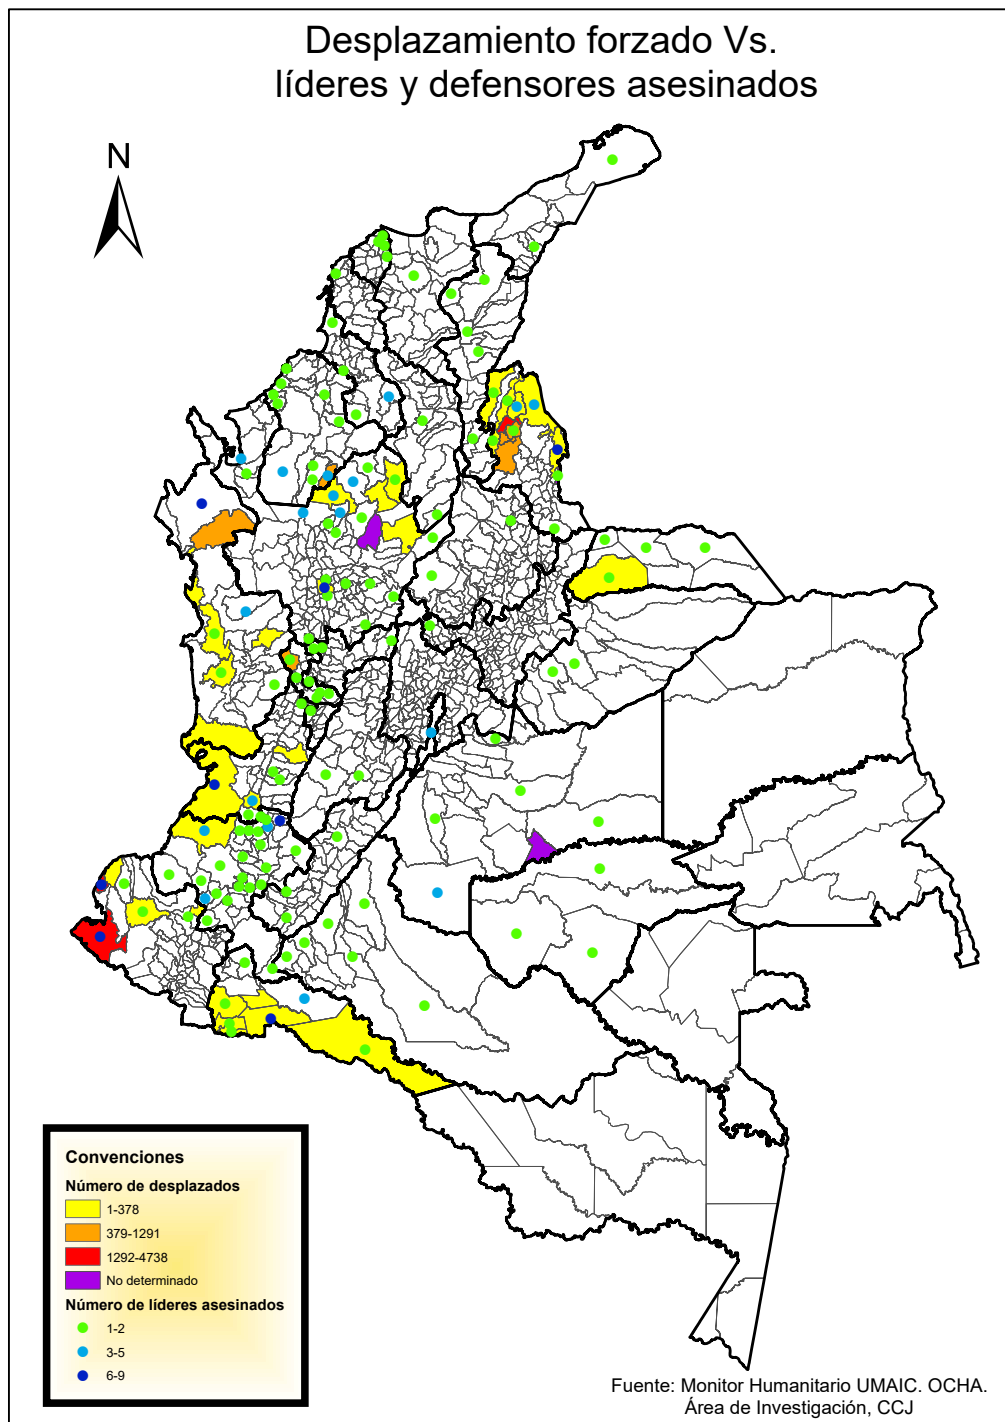 Desplazamiento forzado Vs.
líderes y defensores asesinados
N
Convenciones
Número de desplazados
1-378
379-1291
1292-4738
No determinado
Número de líderes asesinados
1-2
3-5
6-9
Fuente: Monitor Humanitario UMAIC. OCHA.
Área de Investigación, CCJ